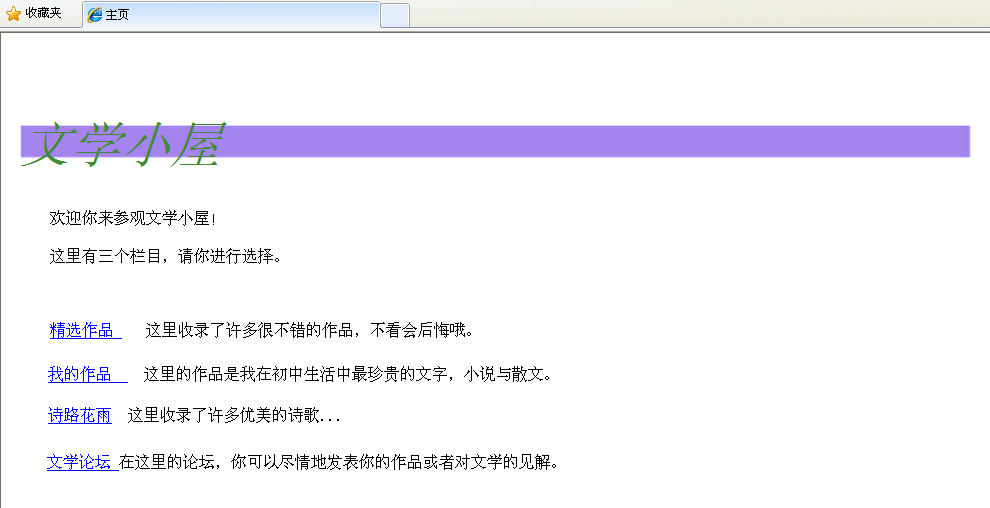 收藏夹 主页
文学小屋
欢迎你来参观文学小屋!
这里有三个栏目，请你进行选择。
精选作品 这里收录了许多很不错的作品，不看会后悔哦。
我的作品 这里的作品是我在初中生活中最珍贵的文字，小说与散文。
诗路花雨 这里收录了许多优美的诗歌...
文学论坛 在这里的论坛，你可以尽情地发表你的作品或者对文学的见解。